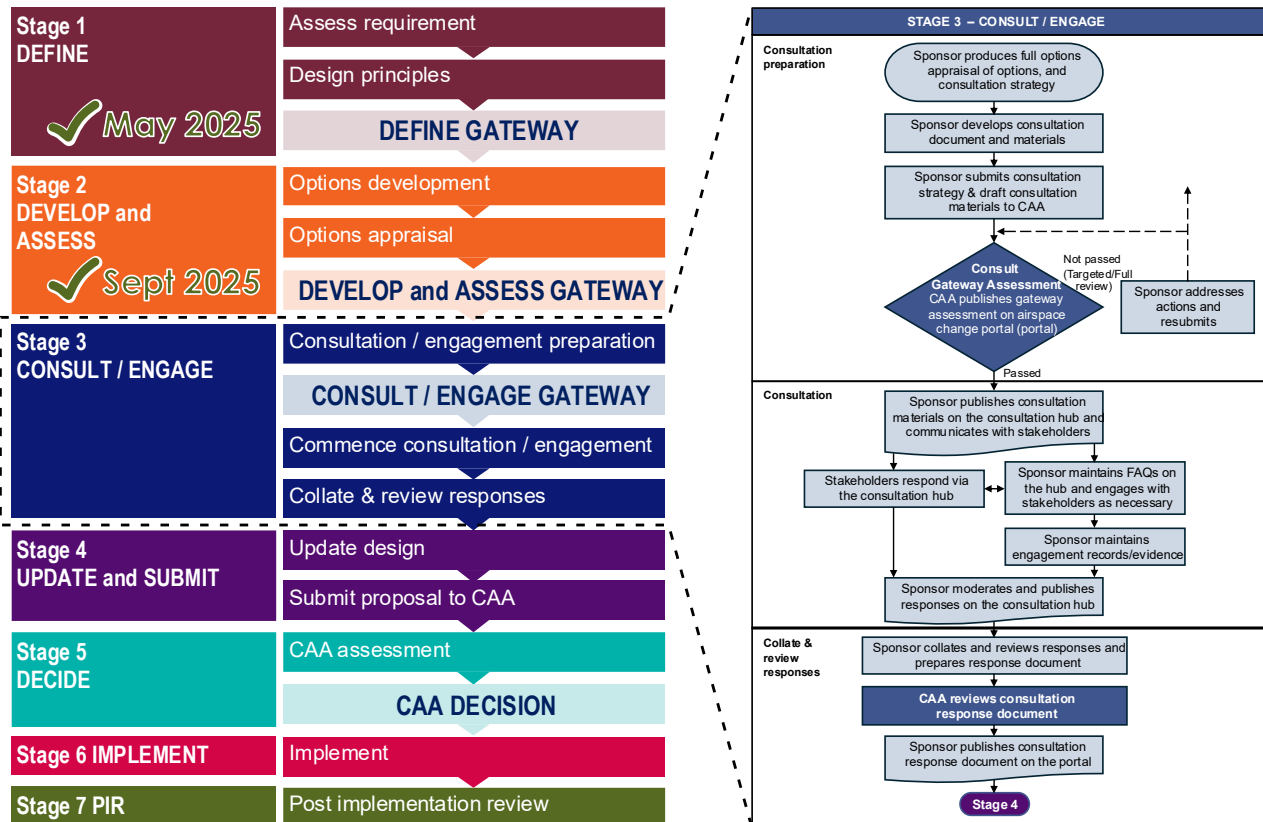 Stage 1
DEFINE
May 2025
Assess requirement
Design principles
DEFINE GATEWAY
Stage 2
DEVELOP and
ASSESS
Sept 2025
Options development
Options appraisal
DEVELOP and ASSESS GATEWAY
Stage 3
CONSULT / ENGAGE
Consultation / engagement preparation
CONSULT / ENGAGE GATEWAY
Commence consultation / engagement
Collate & review responses
Stage 4
UPDATE and SUBMIT
Update design
Submit proposal to CAA
Stage 5
DECIDE
CAA assessment
CAA DECISION
Stage 6 IMPLEMENT
Implement
Stage 7 PIR
Post implementation review
STAGE 3 – CONSULT / ENGAGE
Consultation
preparation
Sponsor produces full options
appraisal of options, and
consultation strategy
Sponsor develops consultation
document and materials
Sponsor submits consultation
strategy & draft consultation
materials to CAA
Consult
Gateway Assessment
CAA publishes gateway
assessment on airspace
change portal (portal)
Not passed
(Targeted/Full
review)
Sponsor addresses
actions and
resubmits
Passed
Consultation
Sponsor publishes consultation
materials on the consultation hub and
communicates with stakeholders
Stakeholders respond via
the consultation hub
Sponsor maintains FAQs on
the hub and engages with
stakeholders as necessary
Sponsor maintains
engagement records/evidence
Sponsor moderates and publishes
responses on the consultation hub
Collate &
review
responses
Sponsor collates and reviews responses and
prepares response document
CAA reviews consultation
response document
Sponsor publishes consultation
response document on the portal
Stage 4